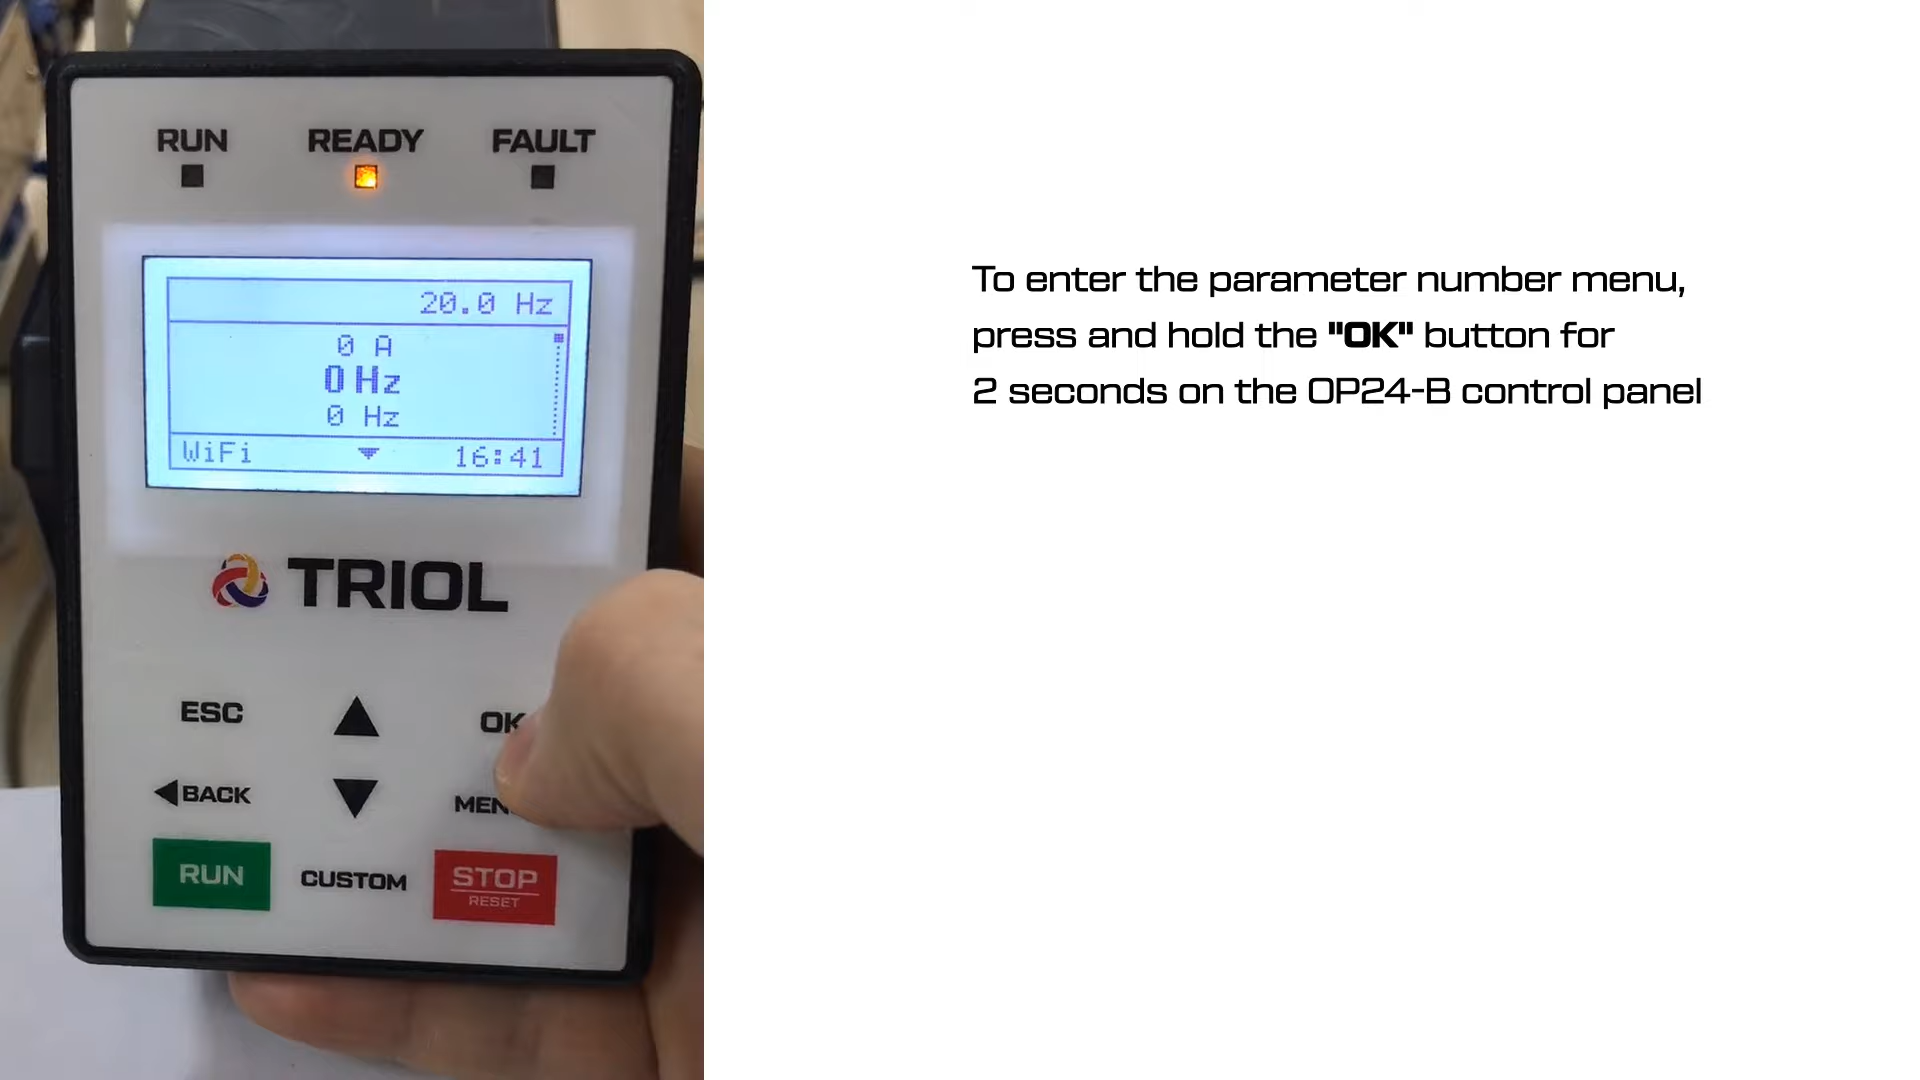 RUN READY FAULT
20.0 Hz
0 A
0 Hz
0 Hz
WiFi 16:41
TRIOL
ESC OK
BACK MEN
RUN CUSTOM STOP
RESET
To enter the parameter number menu,
press and hold the "OK" button for
2 seconds on the OP24-B control panel